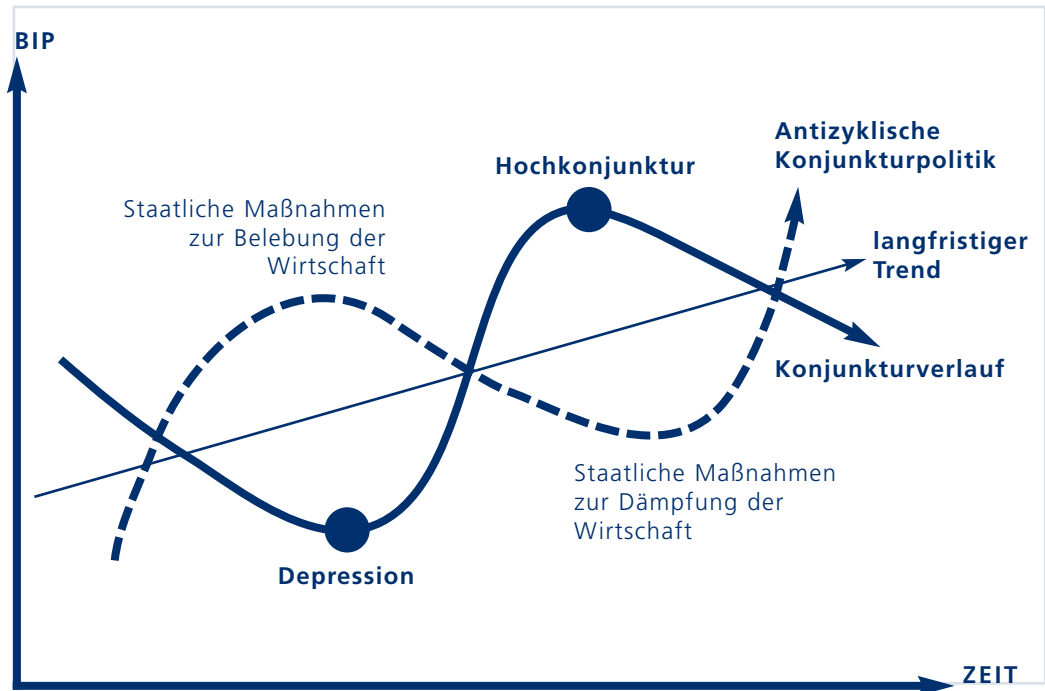 BIP
Antizyklische
Konjunkturpolitik
Hochkonjunktur
Staatliche Maßnahmen
zur Belebung der
Wirtschaft
langfristiger
Trend
Konjunkturverlauf
Staatliche Maßnahmen
zur Dämpfung der
Wirtschaft
Depression
ZEIT